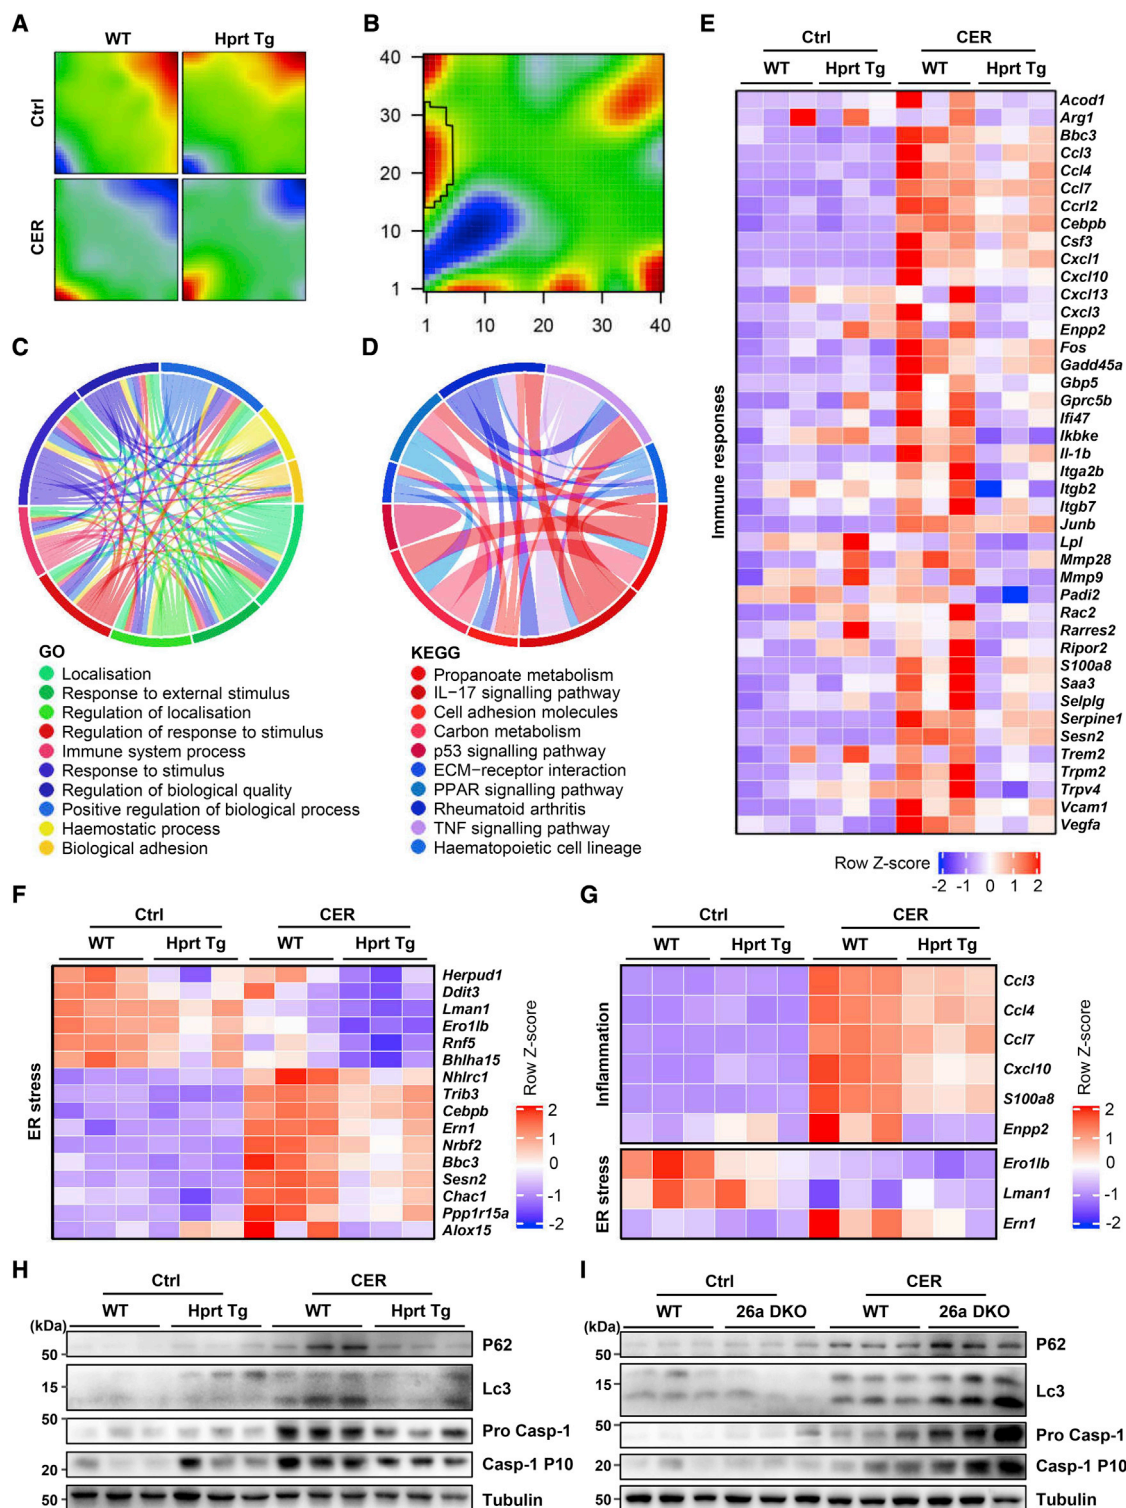 A
WT
Hprt Tg
Ctrl
CER
B
40
30
20
10
1
1
10
20
30
40
C
GO
Localisation
Response to external stimulus
Regulation of localisation
Regulation of response to stimulus
Immune system process
Response to stimulus
Regulation of biological quality
Positive regulation of biological process
Haemostatic process
Biological adhesion
D
KEGG
Propanoate metabolism
IL−17 signalling pathway
Cell adhesion molecules
Carbon metabolism
p53 signalling pathway
ECM−receptor interaction
PPAR signalling pathway
Rheumatoid arthritis
TNF signalling pathway
Haematopoietic cell lineage
E
Ctrl
CER
WT
Hprt Tg
WT
Hprt Tg
Immune responses
Acod1
Arg1
Bbc3
Ccl3
Ccl4
Ccl7
Ccrl2
Cebpb
Csf3
Cxcl1
Cxcl10
Cxcl13
Cxcl3
Enpp2
Fos
Gadd45a
Gbp5
Gprc5b
Ifi47
Ikbke
Il-1b
Itga2b
Itgb2
Itgb7
Junb
Lpl
Mmp28
Mmp9
Padi2
Rac2
Rarres2
Ripor2
S100a8
Saa3
Selplg
Serpine1
Sesn2
Trem2
Trpm2
Trpv4
Vcam1
Vegfa
Row Z-score
-2 -1 0 1 2
F
Ctrl
CER
WT
Hprt Tg
WT
Hprt Tg
ER stress
Herpud1
Ddit3
Lman1
Ero1lb
Rnf5
Bhlha15
Nhlrc1
Trib3
Cebpb
Ern1
Nrbf2
Bbc3
Sesn2
Chac1
Ppp1r15a
Alox15
Row Z-score
2
1
0
-1
-2
G
Ctrl
CER
WT
Hprt Tg
WT
Hprt Tg
Inflammation
Ccl3
Ccl4
Ccl7
Cxcl10
S100a8
Enpp2
ER stress
Ero1lb
Lman1
Ern1
Row Z-score
2
1
0
-1
-2
H
Ctrl
CER
WT
Hprt Tg
WT
Hprt Tg
(kDa)
50
P62
15
Lc3
50
Pro Casp-1
20
Casp-1 P10
50
Tubulin
I
Ctrl
CER
WT
26a DKO
WT
26a DKO
(kDa)
50
P62
15
Lc3
50
Pro Casp-1
20
Casp-1 P10
50
Tubulin